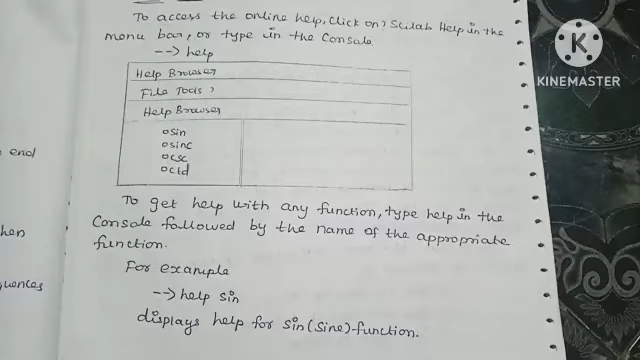 To access the online help, click on ? Scilab Help in the
menu bar, or type in the Console
--> help
Help Browser
File Tools ?
Help Browser
sin
sinc
csc
ctd
To get help with any function, type help in the
Console followed by the name of the appropriate
function.
For example
--> help sin
displays help for sin (sine) - function.
end
quences
KINEMASTER